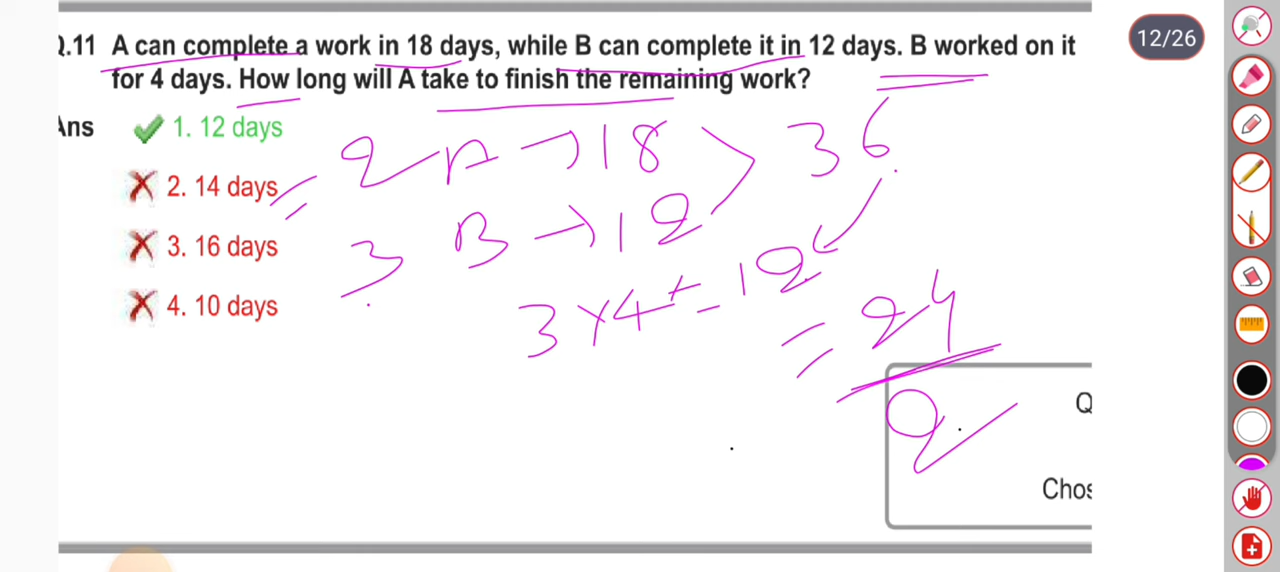 Q.11 A can complete a work in 18 days, while B can complete it in 12 days. B worked on it
for 4 days. How long will A take to finish the remaining work?
Ans 1. 12 days
2. 14 days
3. 16 days
4. 10 days
12/26
2 A → 18
36
3 B → 12
3 x 4 = 12
= 24
2
Q
Chos